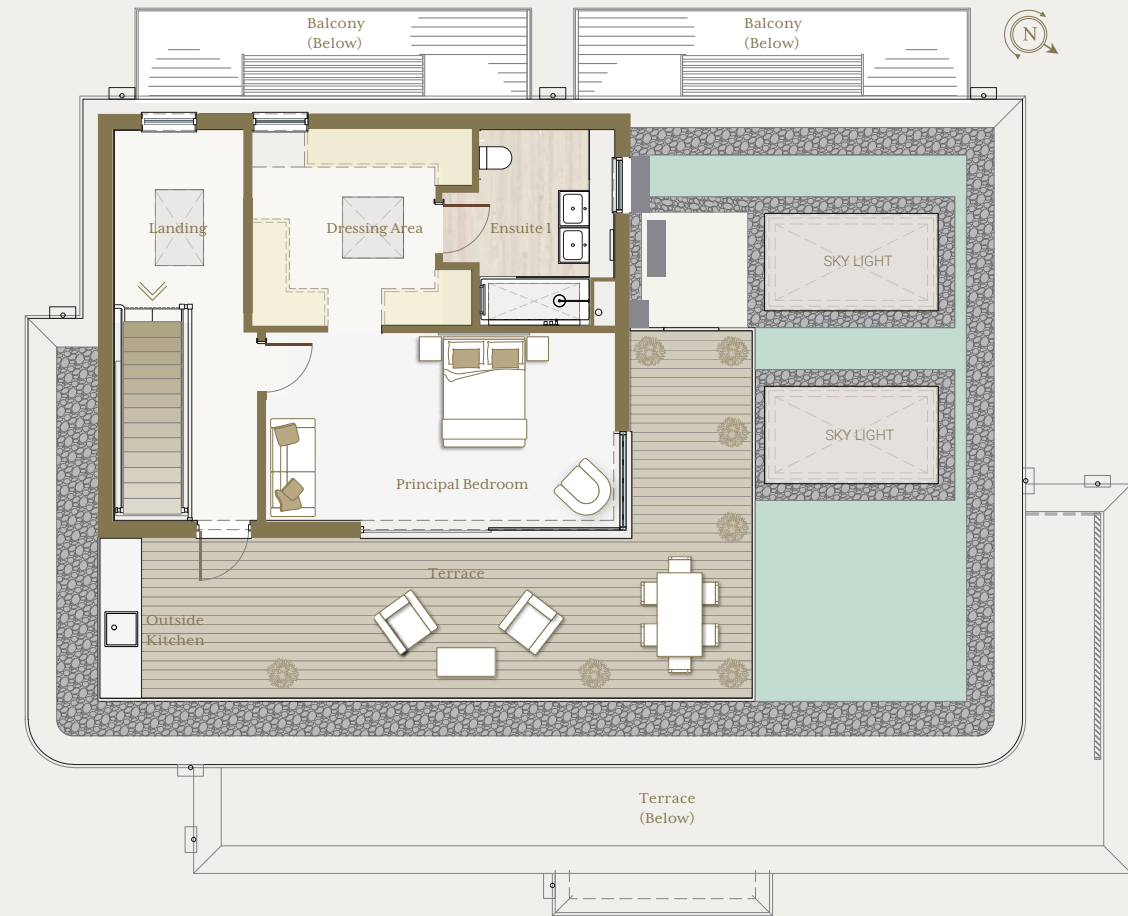 Balcony
(Below)
Balcony
(Below)
N
Landing
Dressing Area
Ensuite 1
SKY LIGHT
SKY LIGHT
Principal Bedroom
Terrace
Outside
Kitchen
Terrace
(Below)